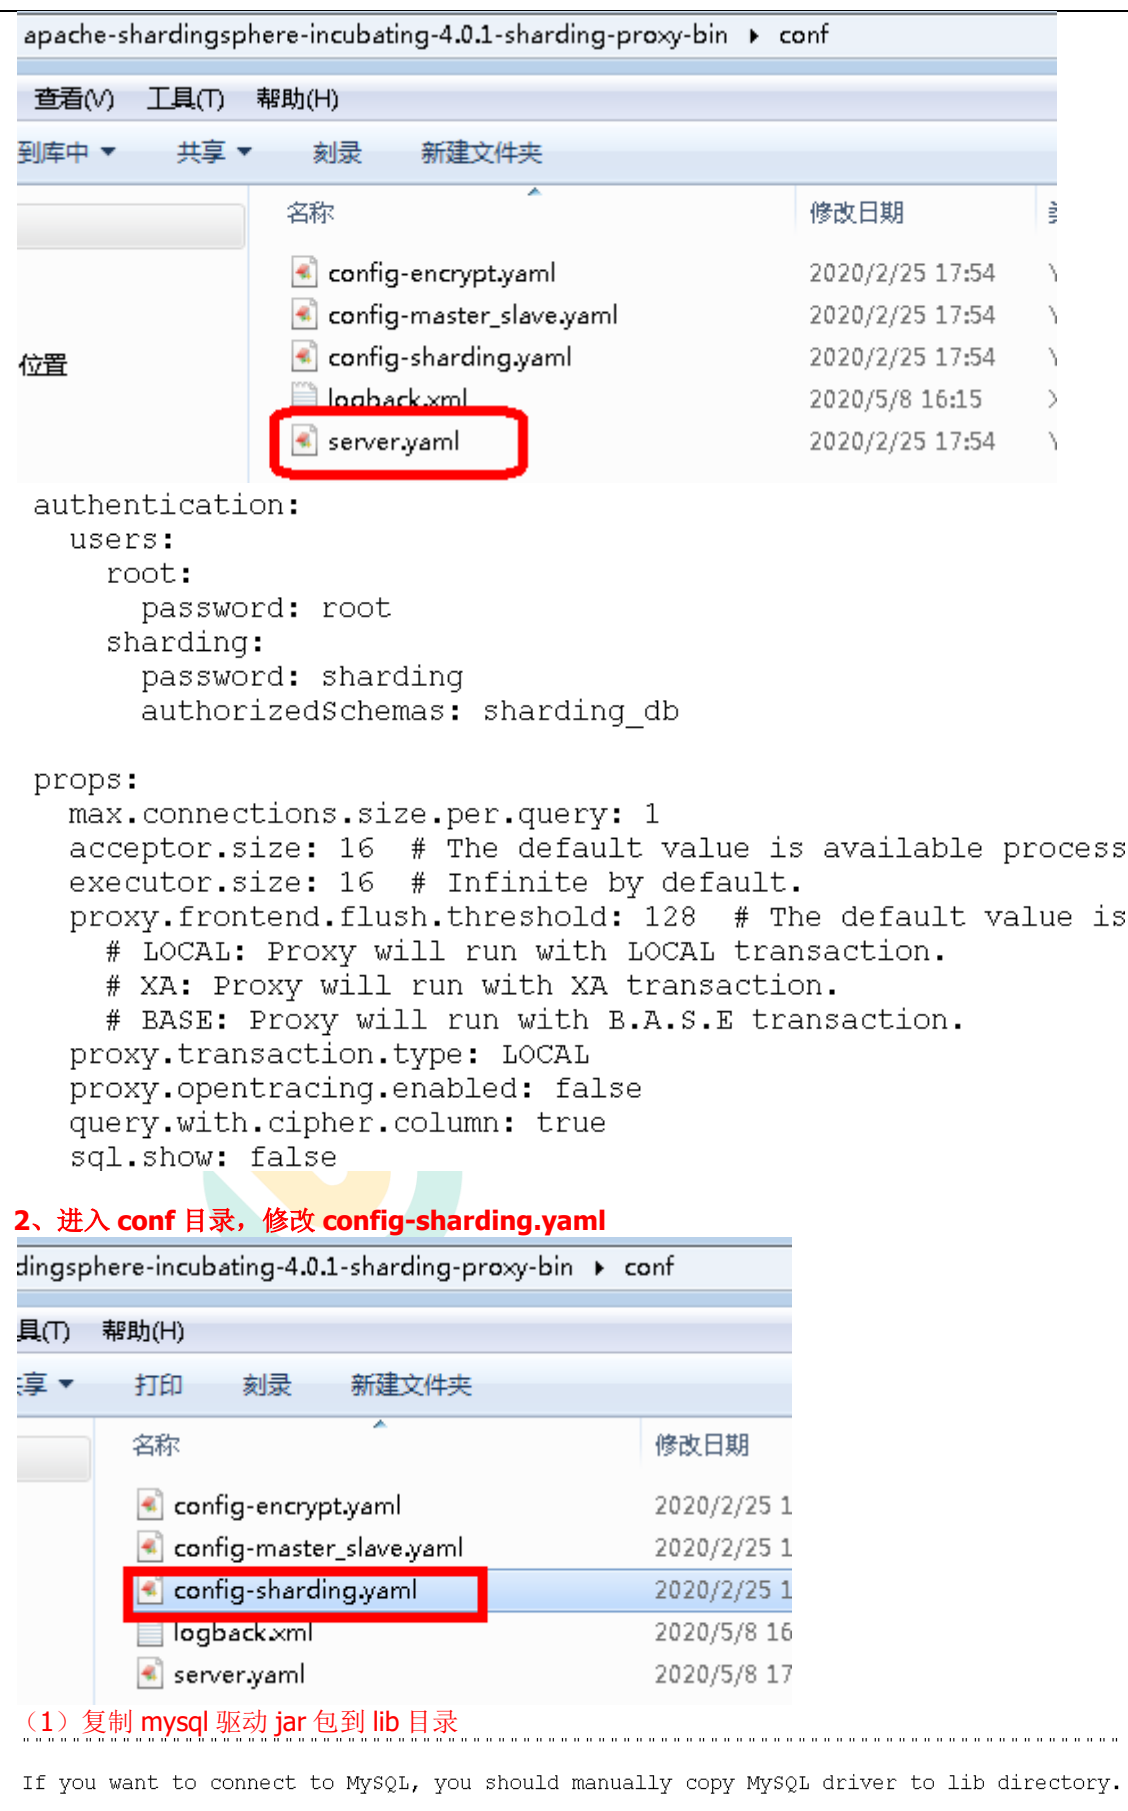 apache-shardingsphere-incubating-4.0.1-sharding-proxy-bin ▸ conf
查看(V) 工具(T) 帮助(H)
到库中 共享 刻录 新建文件夹
名称 修改日期
config-encrypt.yaml 2020/2/25 17:54
config-master_slave.yaml 2020/2/25 17:54
位置
config-sharding.yaml 2020/2/25 17:54
logback.xml 2020/5/8 16:15
server.yaml 2020/2/25 17:54
authentication:
  users:
    root:
      password: root
    sharding:
      password: sharding
      authorizedSchemas: sharding_db
props:
  max.connections.size.per.query: 1
  acceptor.size: 16  # The default value is available process
  executor.size: 16  # Infinite by default.
  proxy.frontend.flush.threshold: 128  # The default value is
    # LOCAL: Proxy will run with LOCAL transaction.
    # XA: Proxy will run with XA transaction.
    # BASE: Proxy will run with B.A.S.E transaction.
  proxy.transaction.type: LOCAL
  proxy.opentracing.enabled: false
  query.with.cipher.column: true
  sql.show: false
2、进入 conf 目录，修改 config-sharding.yaml
dingsphere-incubating-4.0.1-sharding-proxy-bin ▸ conf
具(T) 帮助(H)
享 打印 刻录 新建文件夹
名称 修改日期
config-encrypt.yaml 2020/2/25 1
config-master_slave.yaml 2020/2/25 1
config-sharding.yaml 2020/2/25 1
logback.xml 2020/5/8 16
server.yaml 2020/5/8 17
（1）复制 mysql 驱动 jar 包到 lib 目录
If you want to connect to MySQL, you should manually copy MySQL driver to lib directory.